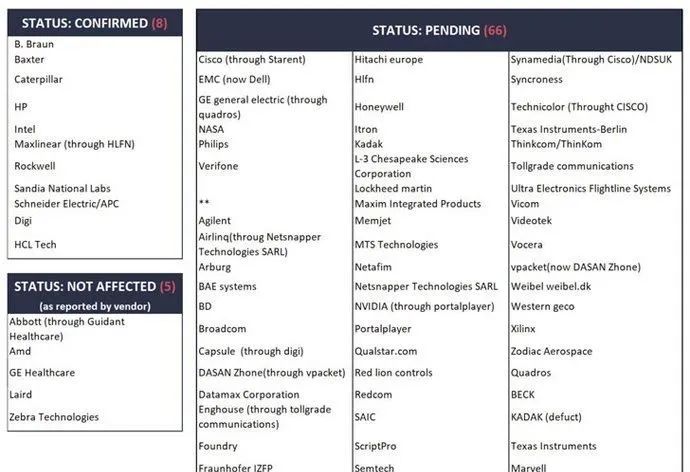 STATUS: CONFIRMED (8)
B. Braun
Baxter
Caterpillar
HP
Intel
Maxlinear (through HLFN)
Rockwell
Sandia National Labs
Schneider Electric/APC
Digi
HCL Tech
STATUS: NOT AFFECTED (5)
(as reported by vendor)
Abbott (through Guidant
Healthcare)
Amd
GE Healthcare
Laird
Zebra Technologies
STATUS: PENDING (66)
Cisco (through Starent)
EMC (now Dell)
GE general electric (through
quadros)
NASA
Philips
Verifone
**
Agilent
Airlinq(throug Netsnapper
Technologies SARL)
Arburg
BAE systems
BD
Broadcom
Capsule (through digi)
DASAN Zhone(through vpacket)
Datamax Corporation
Enghouse (through tollgrade
communications)
Foundry
Fraunhofer IZFP
Hitachi europe
Hlfn
Honeywell
Itron
Kadak
L-3 Chesapeake Sciences
Corporation
Lockheed martin
Maxim Integrated Products
Memjet
MTS Technologies
Netafim
Netsnapper Technologies SARL
NVIDIA (through portalplayer)
Portalplayer
Qualstar.com
Red lion controls
Redcom
SAIC
ScriptPro
Semtech
Synamedia(Through Cisco)/NDSUK
Syncroness
Technicolor (Throught CISCO)
Texas Instruments-Berlin
Thinkcom/ThinKom
Tollgrade communications
Ultra Electronics Flightline Systems
Vicom
Videotek
Vocera
vpacket(now DASAN Zhone)
Weibel weibel.dk
Western geco
Xilinx
Zodiac Aerospace
Quadros
BECK
KADAK (defuct)
Texas Instruments
Marvell